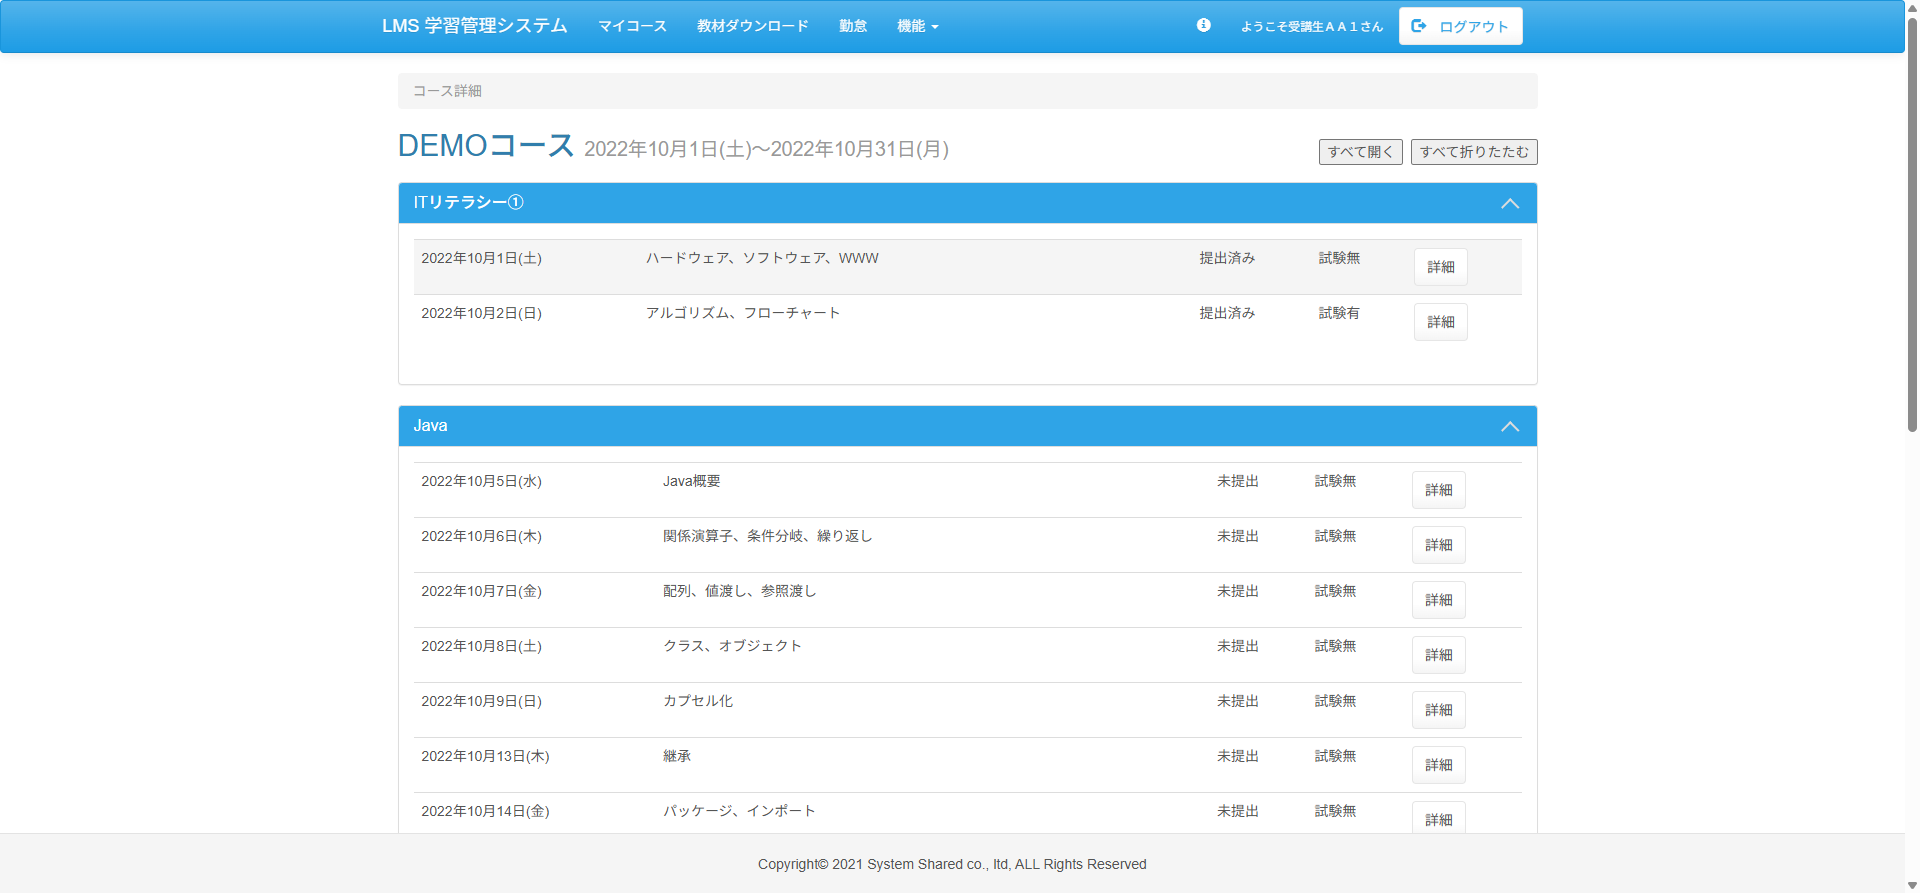 LMS 学習管理システム マイコース 教材ダウンロード 勤怠 機能 ようこそ受講生ＡＡ１さん ログアウト
コース詳細
DEMOコース 2022年10月1日(土)～2022年10月31日(月) すべて開く すべて折りたたむ
ITリテラシー①
2022年10月1日(土) ハードウェア、ソフトウェア、WWW 提出済み 試験無 詳細
2022年10月2日(日) アルゴリズム、フローチャート 提出済み 試験有 詳細
Java
2022年10月5日(水) Java概要 未提出 試験無 詳細
2022年10月6日(木) 関係演算子、条件分岐、繰り返し 未提出 試験無 詳細
2022年10月7日(金) 配列、値渡し、参照渡し 未提出 試験無 詳細
2022年10月8日(土) クラス、オブジェクト 未提出 試験無 詳細
2022年10月9日(日) カプセル化 未提出 試験無 詳細
2022年10月13日(木) 継承 未提出 試験無 詳細
2022年10月14日(金) パッケージ、インポート 未提出 試験無 詳細
Copyright© 2021 System Shared co., ltd, ALL Rights Reserved